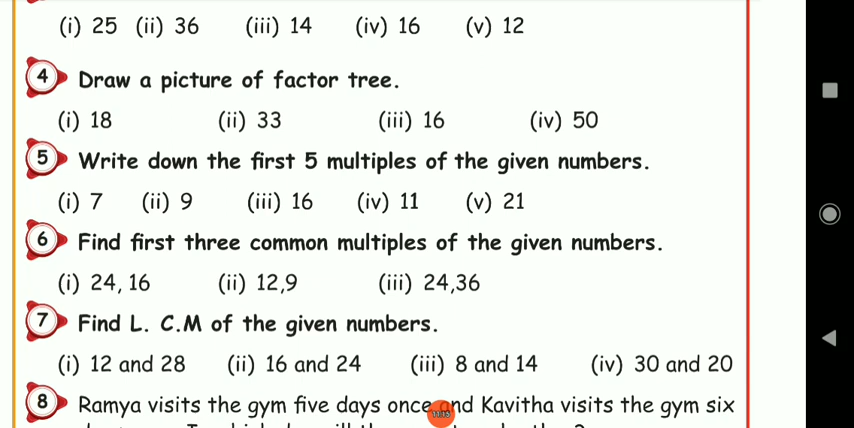 (i) 25 (ii) 36 (iii) 14 (iv) 16 (v) 12
4 Draw a picture of factor tree.
(i) 18 (ii) 33 (iii) 16 (iv) 50
5 Write down the first 5 multiples of the given numbers.
(i) 7 (ii) 9 (iii) 16 (iv) 11 (v) 21
6 Find first three common multiples of the given numbers.
(i) 24, 16 (ii) 12,9 (iii) 24,36
7 Find L. C.M of the given numbers.
(i) 12 and 28 (ii) 16 and 24 (iii) 8 and 14 (iv) 30 and 20
8 Ramya visits the gym five days once and Kavitha visits the gym six